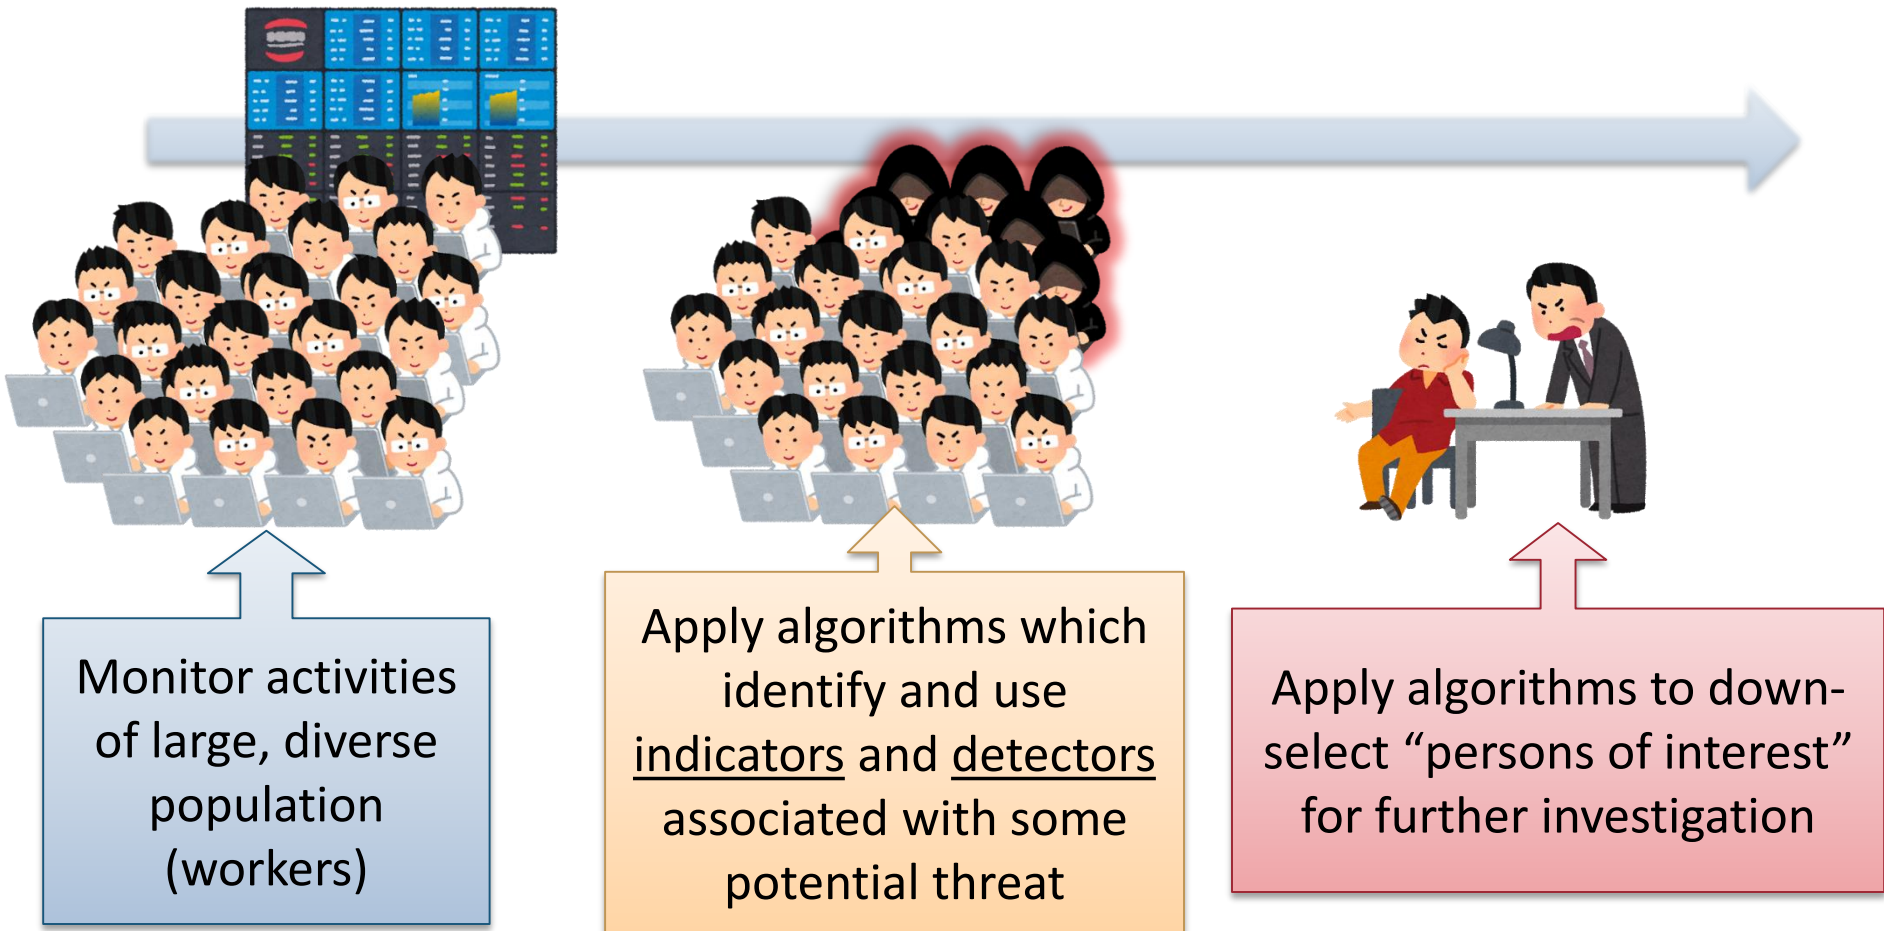 Monitor activities
of large, diverse
population
(workers)
Apply algorithms which
identify and use
indicators and detectors
associated with some
potential threat
Apply algorithms to down-
select “persons of interest”
for further investigation